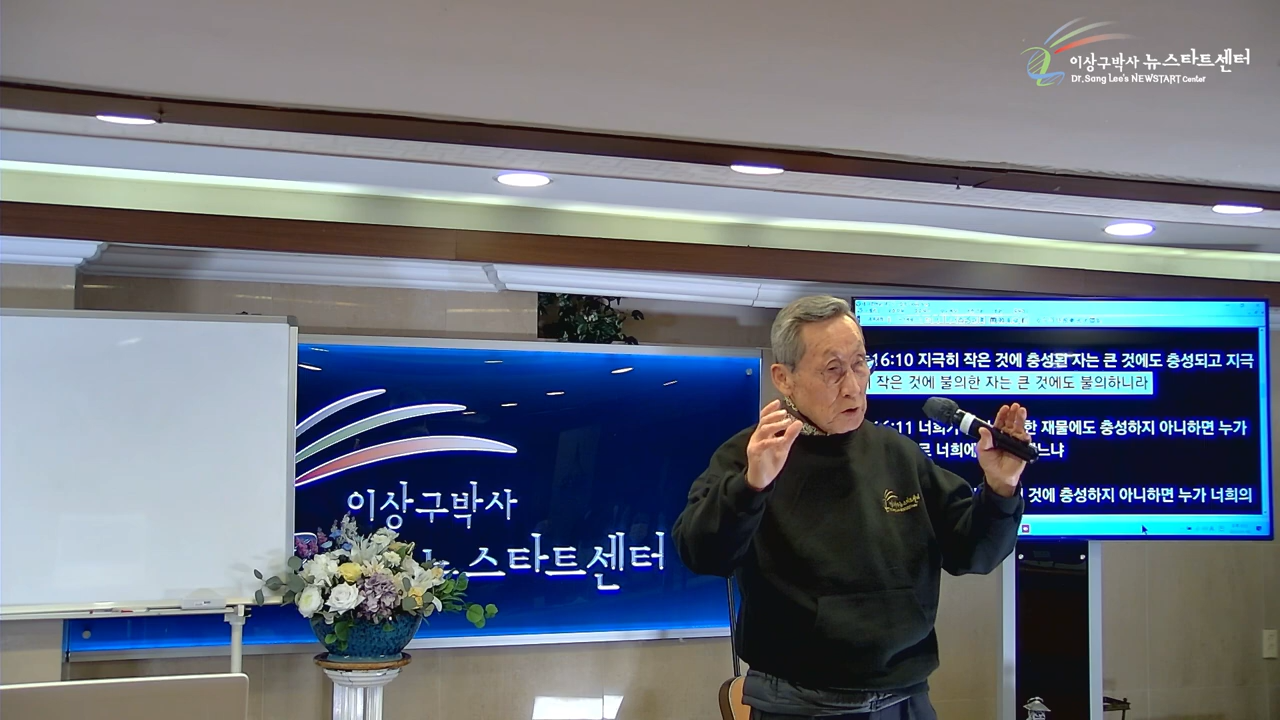 이상구박사 뉴스타트센터
Dr. Sang Lee's NEWSTART Center
16:10 지극히 작은 것에 충성된 자는 큰 것에도 충성되고 지극
작은 것에 불의한 자는 큰 것에도 불의하니라
너희가 재물에도 충성하지 아니하면 누가
너희에
것에 충성하지 아니하면 누가 너희의
이상구박사
뉴스타트센터